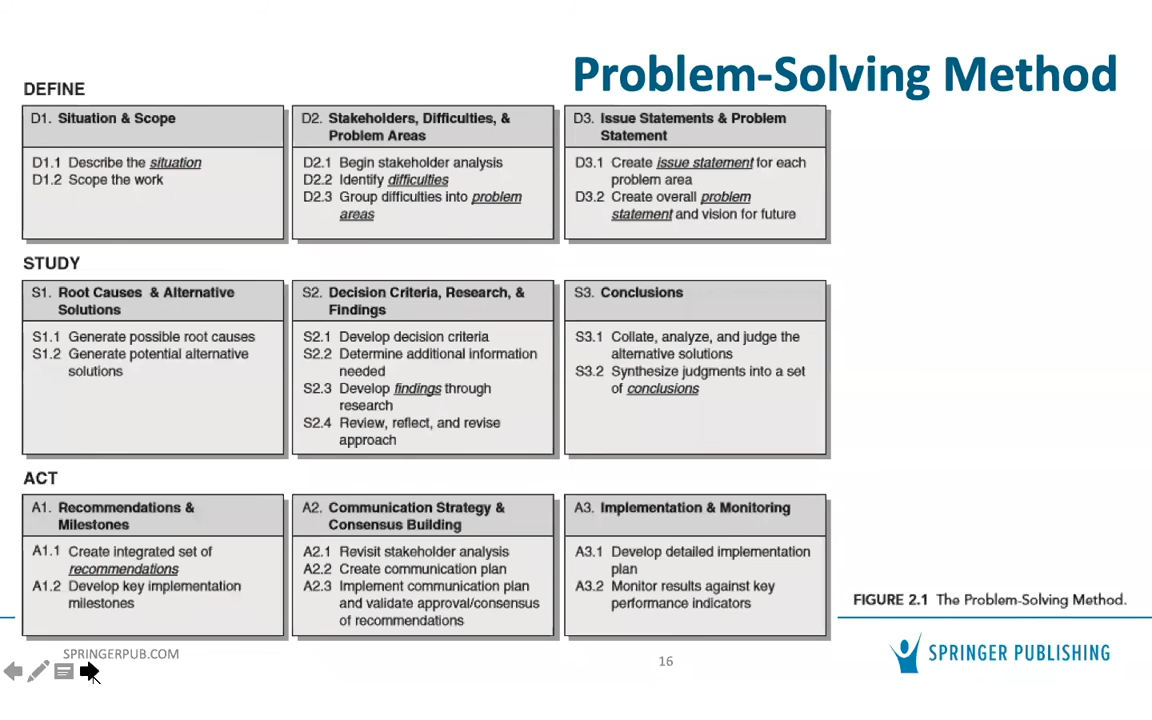 Problem-Solving Method
DEFINE
D1. Situation & Scope
D1.1 Describe the situation
D1.2 Scope the work
D2. Stakeholders, Difficulties, &
Problem Areas
D2.1 Begin stakeholder analysis
D2.2 Identify difficulties
D2.3 Group difficulties into problem
areas
D3. Issue Statements & Problem
Statement
D3.1 Create issue statement for each
problem area
D3.2 Create overall problem
statement and vision for future
STUDY
S1. Root Causes & Alternative
Solutions
S1.1 Generate possible root causes
S1.2 Generate potential alternative
solutions
S2. Decision Criteria, Research, &
Findings
S2.1 Develop decision criteria
S2.2 Determine additional information
needed
S2.3 Develop findings through
research
S2.4 Review, reflect, and revise
approach
S3. Conclusions
S3.1 Collate, analyze, and judge the
alternative solutions
S3.2 Synthesize judgments into a set
of conclusions
ACT
A1. Recommendations &
Milestones
A1.1 Create integrated set of
recommendations
A1.2 Develop key implementation
milestones
A2. Communication Strategy &
Consensus Building
A2.1 Revisit stakeholder analysis
A2.2 Create communication plan
A2.3 Implement communication plan
and validate approval/consensus
of recommendations
A3. Implementation & Monitoring
A3.1 Develop detailed implementation
plan
A3.2 Monitor results against key
performance indicators
FIGURE 2.1 The Problem-Solving Method.
SPRINGERPUB.COM
16
SPRINGER PUBLISHING